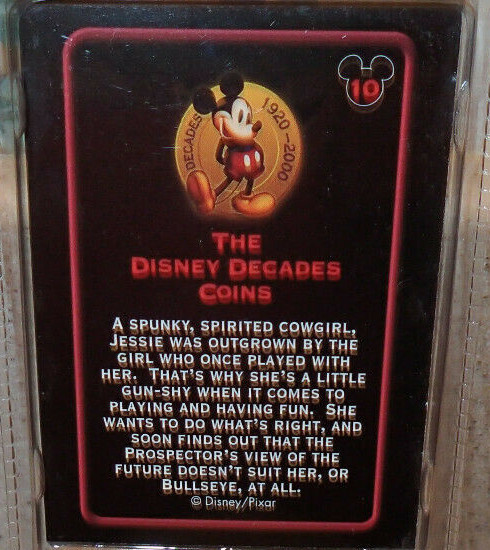 10
DECADES 1920-2000
THE
DISNEY DECADES
COINS
A SPUNKY, SPIRITED COWGIRL,
JESSIE WAS OUTGROWN BY THE
GIRL WHO ONCE PLAYED WITH
HER. THAT'S WHY SHE'S A LITTLE
GUN-SHY WHEN IT COMES TO
PLAYING AND HAVING FUN. SHE
WANTS TO DO WHAT'S RIGHT, AND
SOON FINDS OUT THAT THE
PROSPECTOR'S VIEW OF THE
FUTURE DOESN'T SUIT HER, OR
BULLSEYE, AT ALL.
© Disney/Pixar